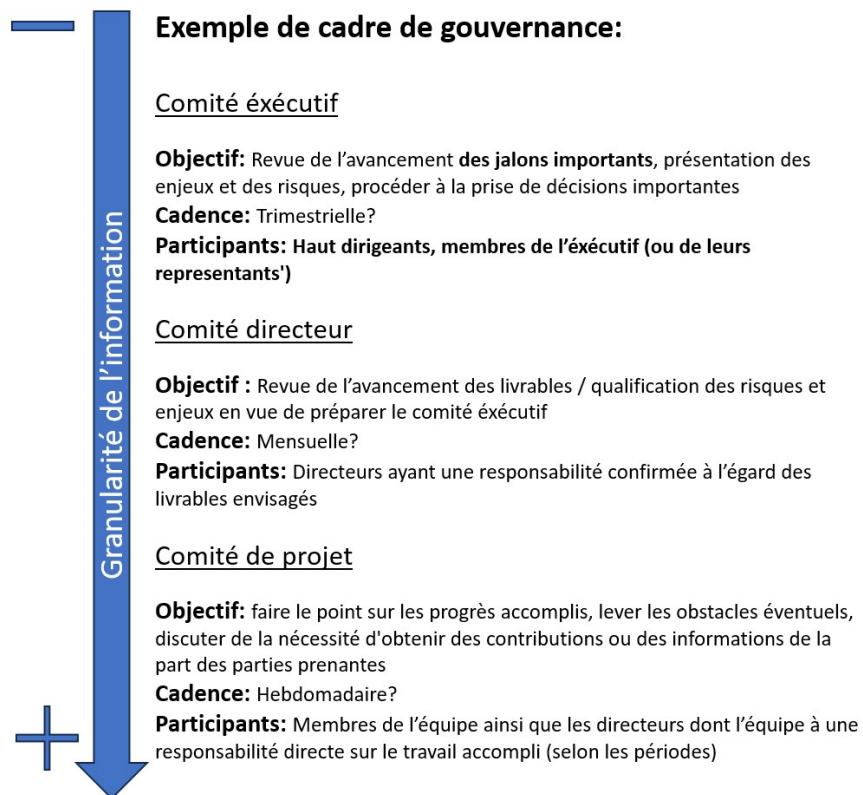 Exemple de cadre de gouvernance:
Comité éxécutif
Objectif: Revue de l'avancement des jalons importants, présentation des
enjeux et des risques, procéder à la prise de décisions importantes
Cadence: Trimestrielle?
Participants: Haut dirigeants, membres de l'éxécutif (ou de leurs
representants')
Comité directeur
Objectif : Revue de l'avancement des livrables / qualification des risques et
enjeux en vue de préparer le comité éxécutif
Cadence: Mensuelle?
Participants: Directeurs ayant une responsabilité confirmée à l'égard des
livrables envisagés
Comité de projet
Objectif: faire le point sur les progrès accomplis, lever les obstacles éventuels,
discuter de la nécessité d'obtenir des contributions ou des informations de la
part des parties prenantes
Cadence: Hebdomadaire?
Participants: Membres de l'équipe ainsi que les directeurs dont l'équipe à une
responsabilité directe sur le travail accompli (selon les périodes)
Granularité de l'information